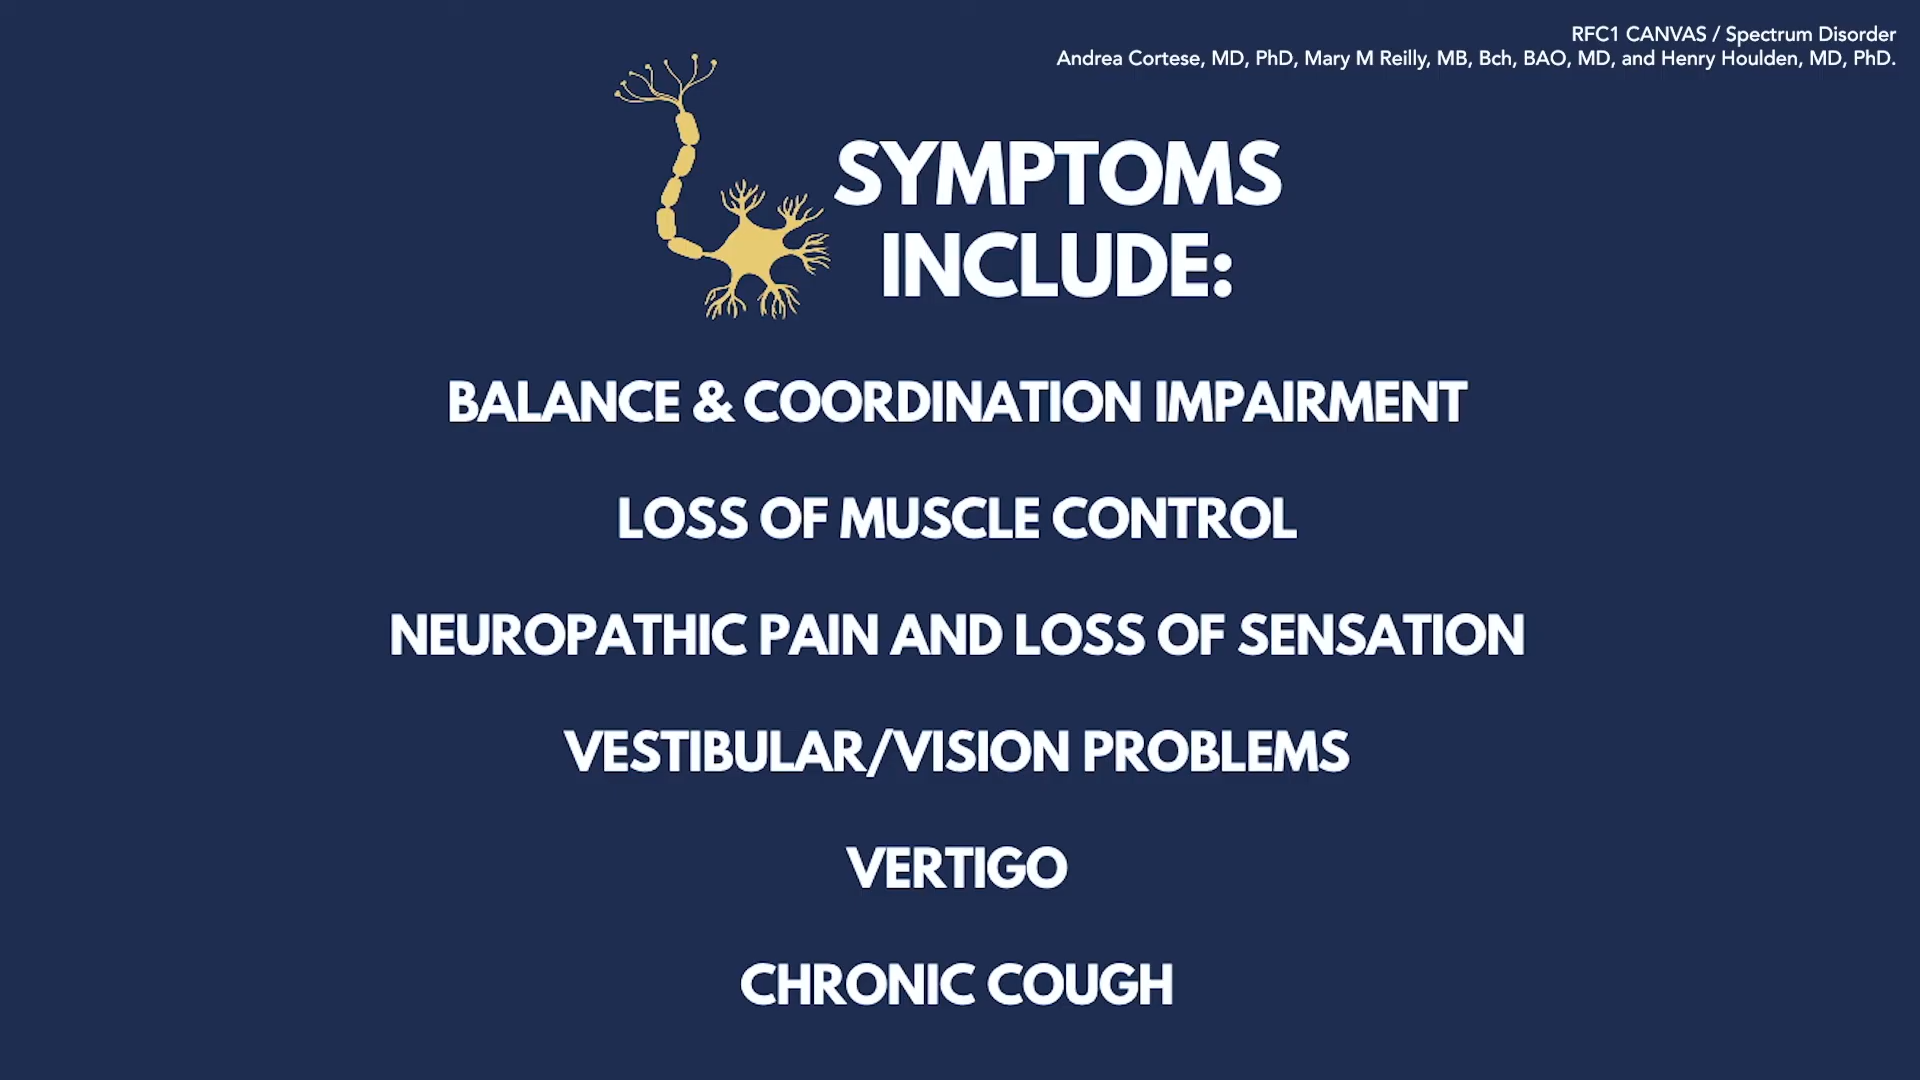 RFC1 CANVAS / Spectrum Disorder
Andrea Cortese, MD, PhD, Mary M Reilly, MB, Bch, BAO, MD, and Henry Houlden, MD, PhD.
SYMPTOMS
INCLUDE:
BALANCE & COORDINATION IMPAIRMENT
LOSS OF MUSCLE CONTROL
NEUROPATHIC PAIN AND LOSS OF SENSATION
VESTIBULAR/VISION PROBLEMS
VERTIGO
CHRONIC COUGH